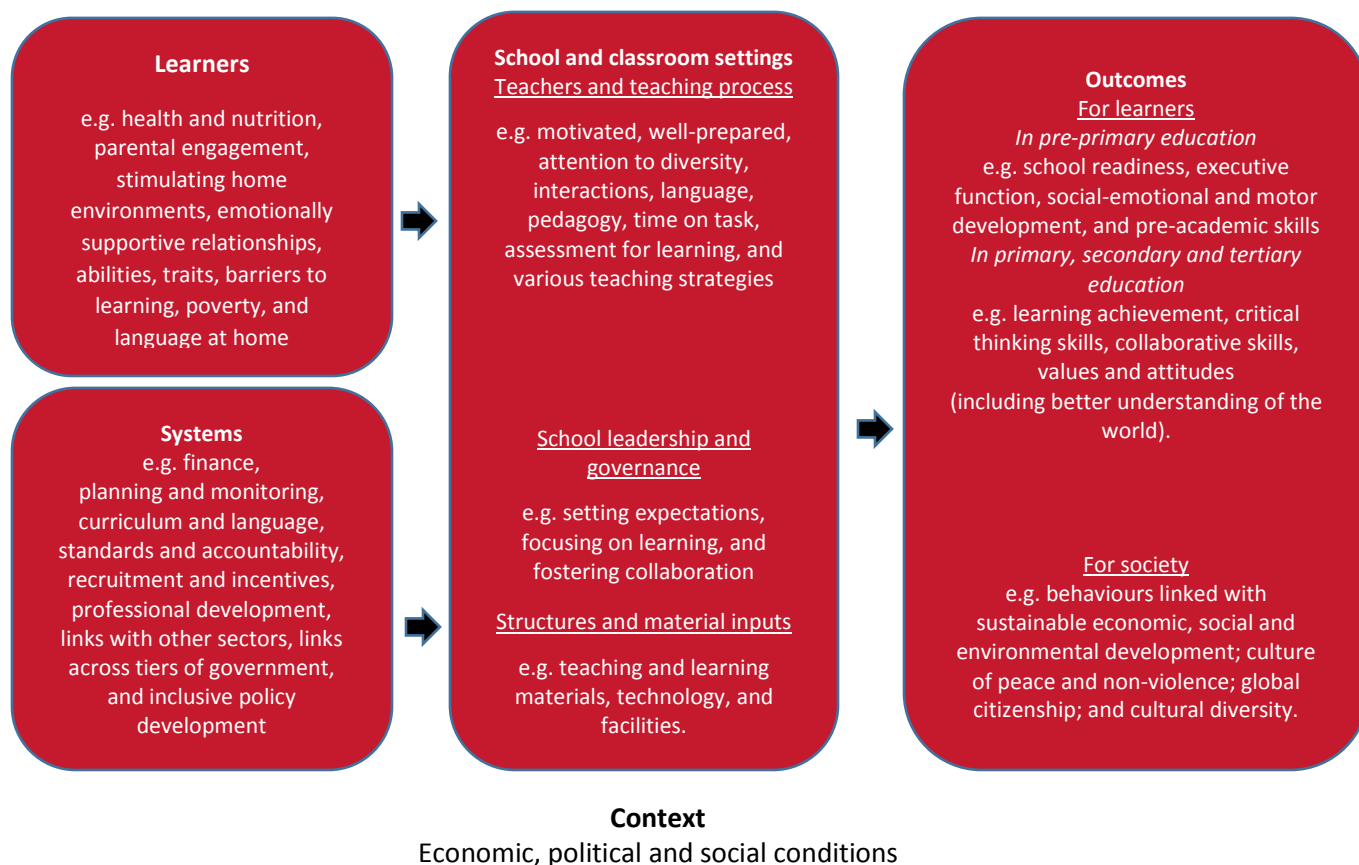 Learners
e.g. health and nutrition,
parental engagement,
stimulating home
environments, emotionally
supportive relationships,
abilities, traits, barriers to
learning, poverty, and
language at home
Systems
e.g. finance,
planning and monitoring,
curriculum and language,
standards and accountability,
recruitment and incentives,
professional development,
links with other sectors, links
across tiers of government,
and inclusive policy
development
School and classroom settings
Teachers and teaching process
e.g. motivated, well-prepared,
attention to diversity,
interactions, language,
pedagogy, time on task,
assessment for learning, and
various teaching strategies
School leadership and
governance
e.g. setting expectations,
focusing on learning, and
fostering collaboration
Structures and material inputs
e.g. teaching and learning
materials, technology, and
facilities.
Outcomes
For learners
In pre-primary education
e.g. school readiness, executive
function, social-emotional and motor
development, and pre-academic skills
In primary, secondary and tertiary
education
e.g. learning achievement, critical
thinking skills, collaborative skills,
values and attitudes
(including better understanding of the
world).
For society
e.g. behaviours linked with
sustainable economic, social and
environmental development; culture
of peace and non-violence; global
citizenship; and cultural diversity.
Context
Economic, political and social conditions